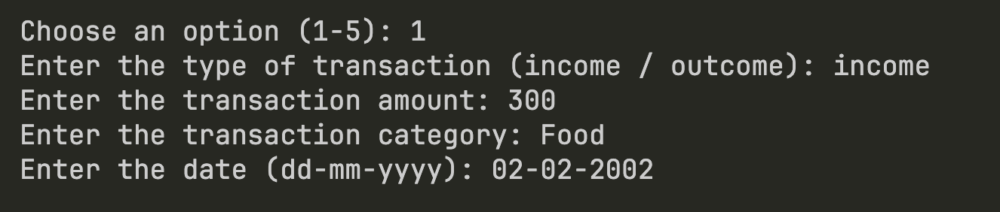 Choose an option (1-5): 1
Enter the type of transaction (income / outcome): income
Enter the transaction amount: 300
Enter the transaction category: Food
Enter the date (dd-mm-yyyy): 02-02-2002